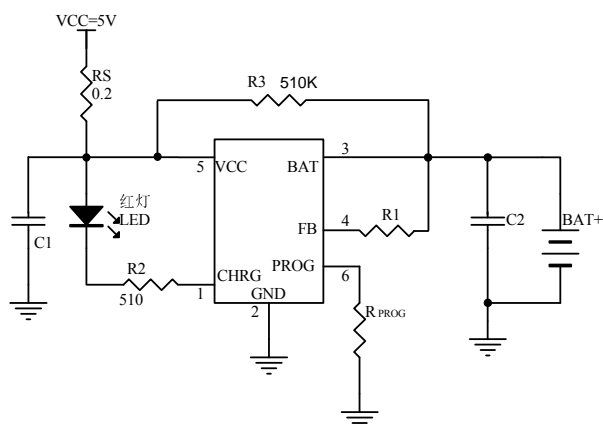 VCC=5V
RS
0.2
R3 510K
5
VCC
BAT
3
红灯
LED
C1
FB
4
R1
C2
BAT+
R2
510
CHRG
1
PROG
6
GND
2
RPROG